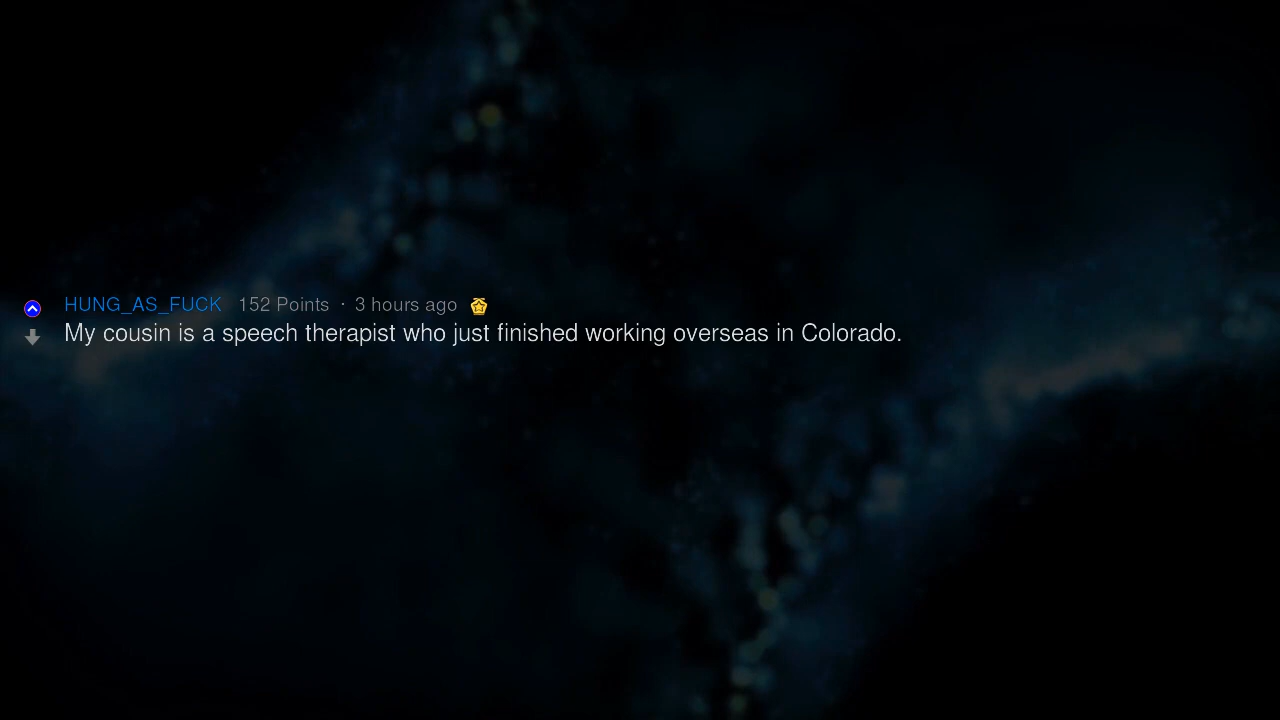 HUNG_AS_FUCK 152 Points · 3 hours ago
My cousin is a speech therapist who just finished working overseas in Colorado.